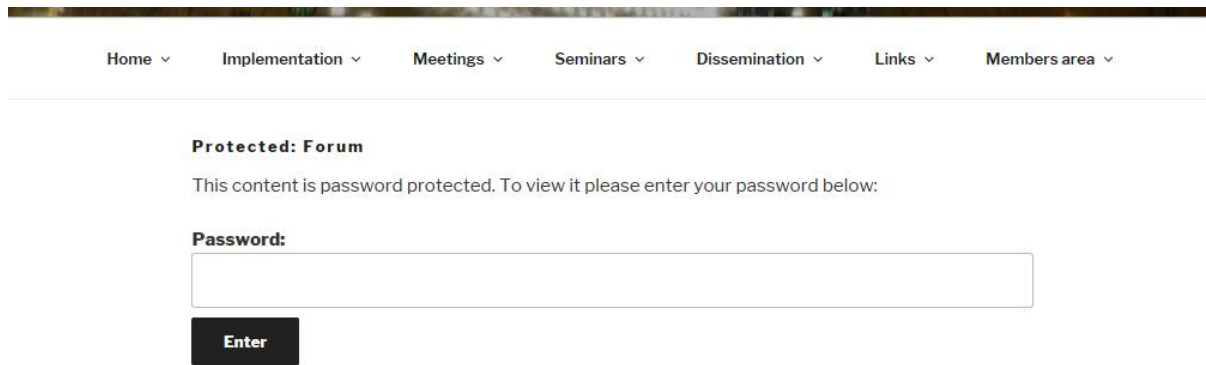 Home Implementation Meetings Seminars Dissemination Links Members area
Protected: Forum
This content is password protected. To view it please enter your password below:
Password:
Enter